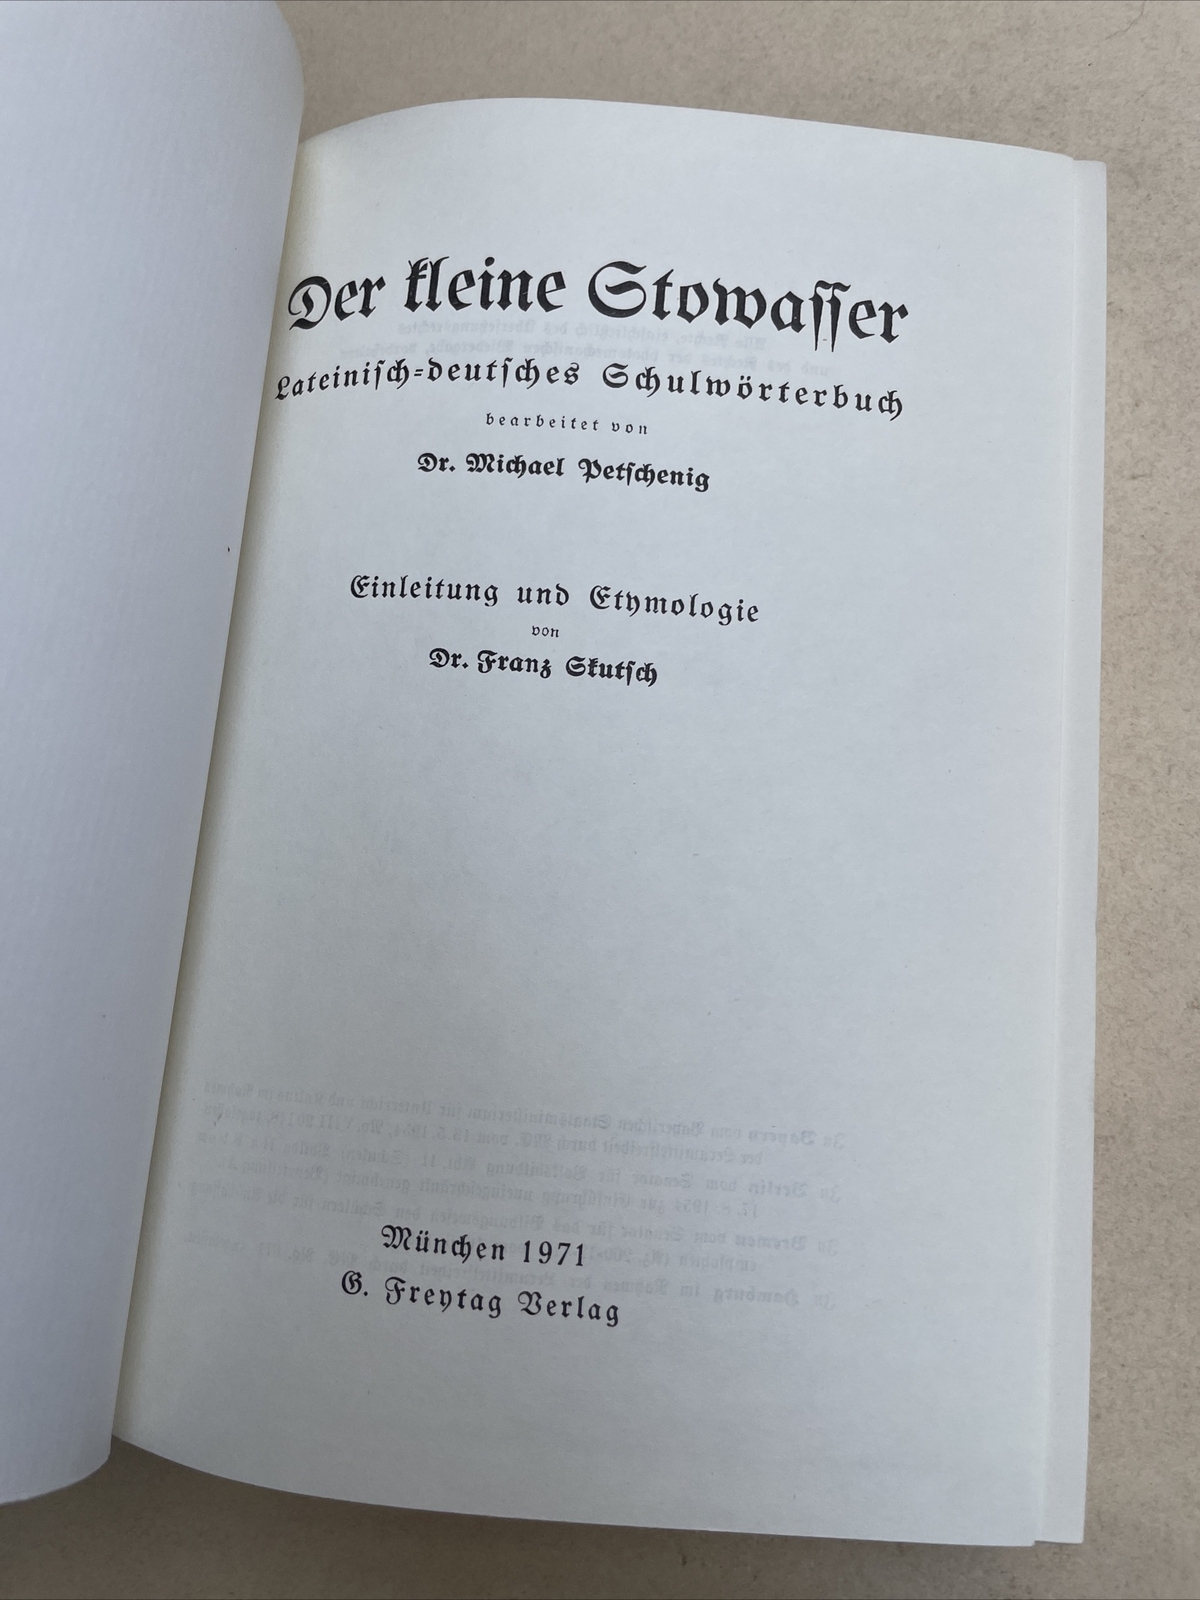 Der kleine Stowasser
Lateinisch-deutsches Schulwörterbuch
bearbeitet von
Dr. Michael Petschenig
Einleitung und Etymologie
von
Dr. Franz Skutsch
München 1971
G. Freytag Verlag